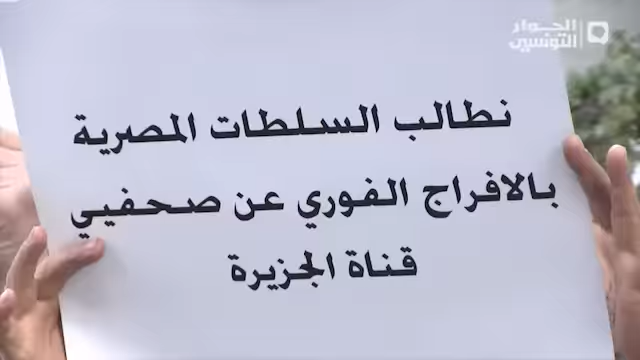 الحوار
التونسي
نطالب السلطات المصرية
بالافراج الفوري عن صحفيي
قناة الجزيرة